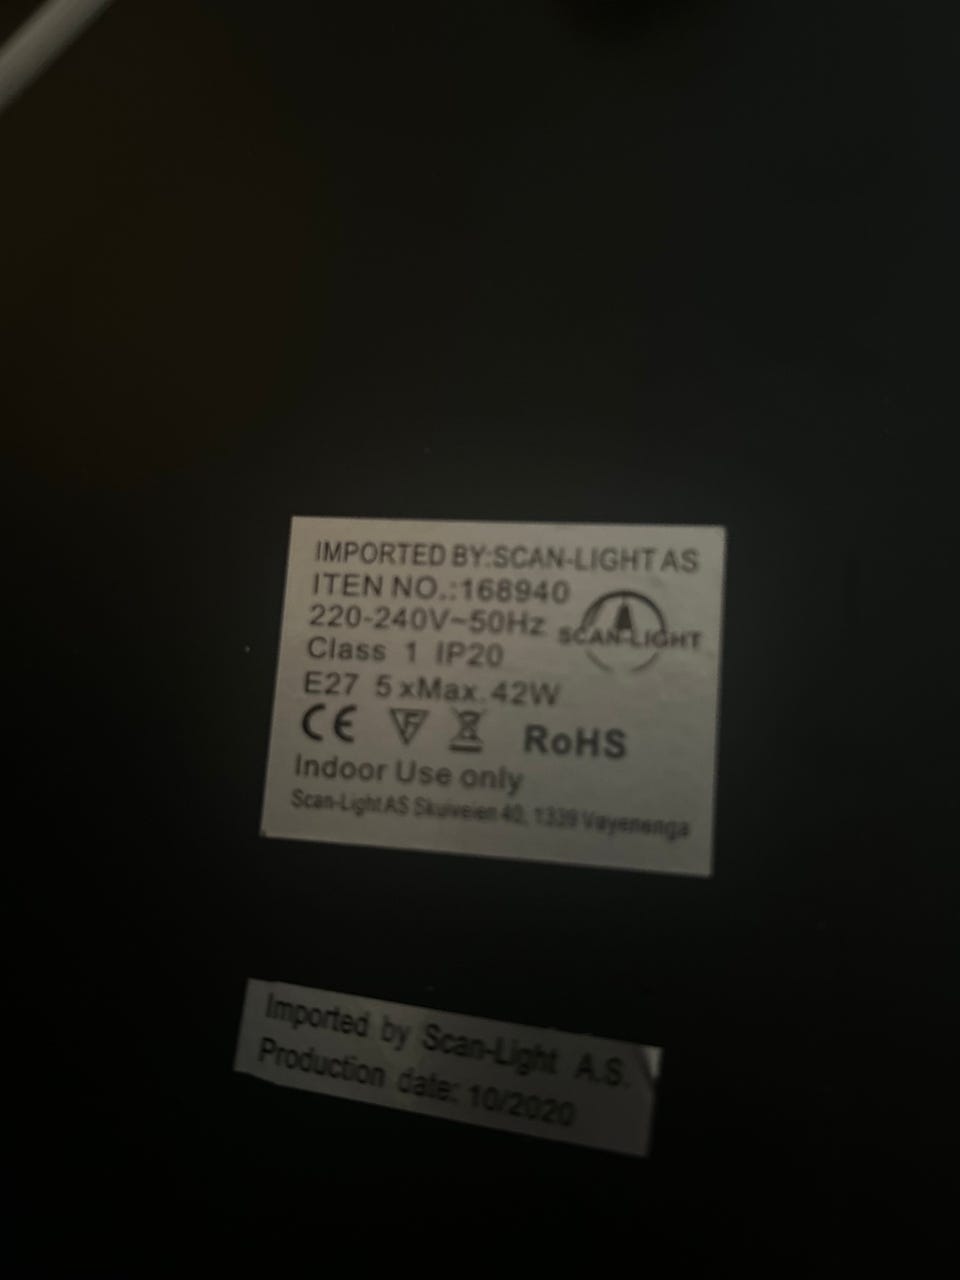 IMPORTED BY:SCAN-LIGHT AS
ITEN NO.:168940
220-240V~50Hz
SCAN-LIGHT
Class 1 IP20
E27 5 xMax. 42W
CE F RoHS
Indoor Use only
Scan-Light AS Skuiveien 40, 1339 Vøyenenga
Imported by Scan-Light A.S.
Production date: 10/2020